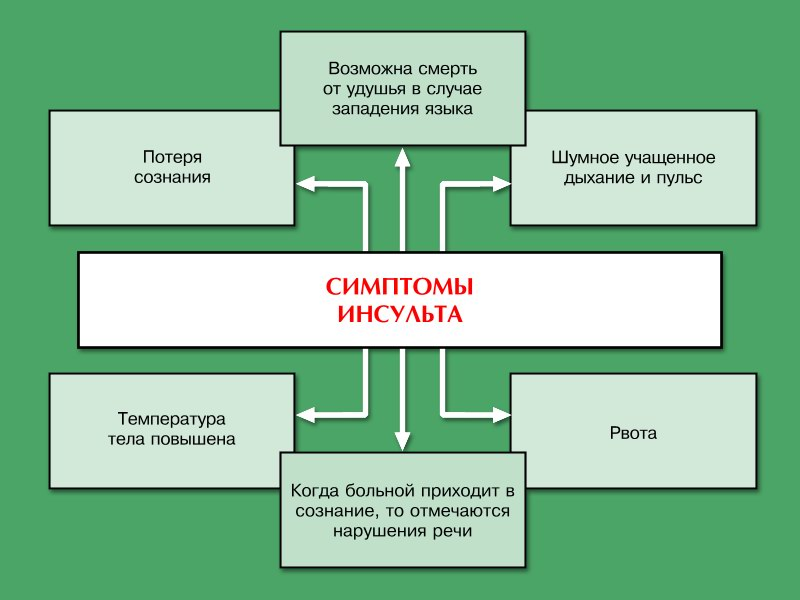 Возможна смерть
от удушья в случае
западения языка
Потеря
сознания
Шумное учащенное
дыхание и пульс
СИМПТОМЫ
ИНСУЛЬТА
Температура
тела повышена
Рвота
Когда больной приходит в
сознание, то отмечаются
нарушения речи